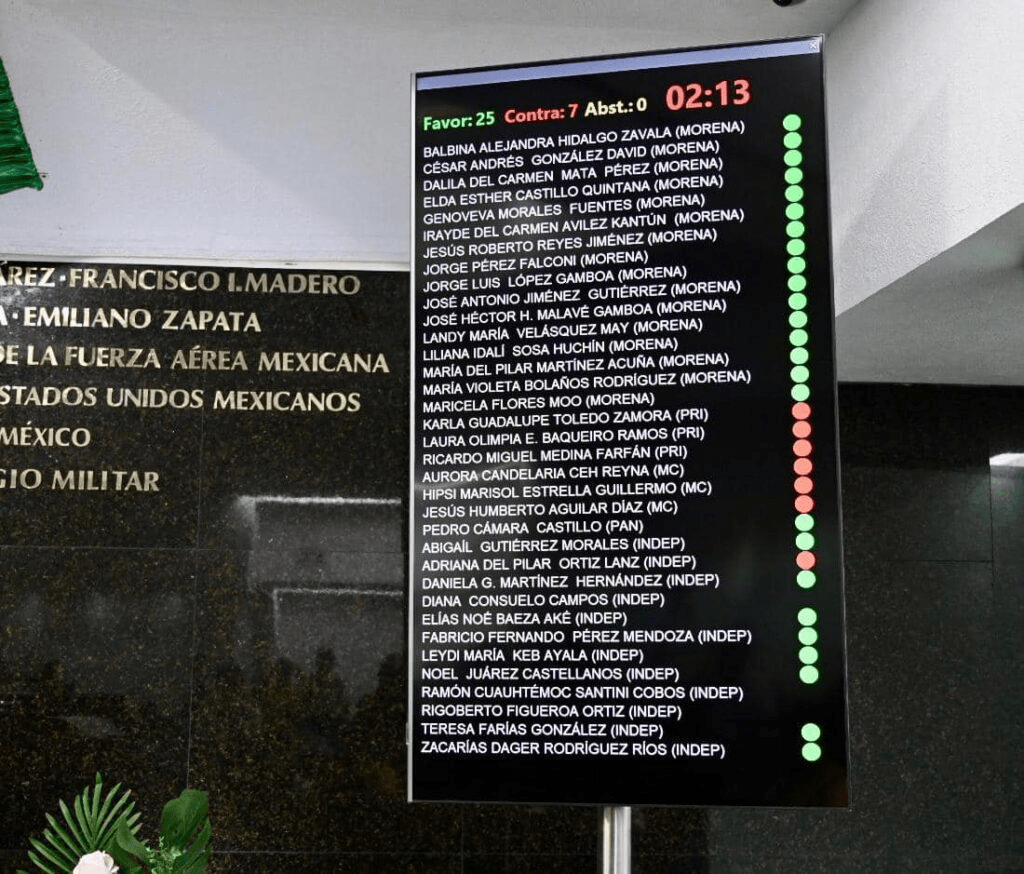 ÁREZ · FRANCISCO I. MADERO
A · EMILIANO ZAPATA
DE LA FUERZA AÉREA MEXICANA
STADOS UNIDOS MEXICANOS
MÉXICO
GIO MILITAR
Favor: 25 Contra: 7 Abst.: 0 02:13
BALBINA ALEJANDRA HIDALGO ZAVALA (MORENA)
CÉSAR ANDRÉS GONZÁLEZ DAVID (MORENA)
DALILA DEL CARMEN MATA PÉREZ (MORENA)
ELDA ESTHER CASTILLO QUINTANA (MORENA)
GENOVEVA MORALES FUENTES (MORENA)
IRAYDE DEL CARMEN AVILEZ KANTÚN (MORENA)
JESÚS ROBERTO REYES JIMÉNEZ (MORENA)
JORGE PÉREZ FALCONI (MORENA)
JORGE LUIS LÓPEZ GAMBOA (MORENA)
JOSÉ ANTONIO JIMÉNEZ GUTIÉRREZ (MORENA)
JOSÉ HÉCTOR H. MALAVÉ GAMBOA (MORENA)
LANDY MARÍA VELÁSQUEZ MAY (MORENA)
LILIANA IDALÍ SOSA HUCHÍN (MORENA)
MARÍA DEL PILAR MARTÍNEZ ACUÑA (MORENA)
MARÍA VIOLETA BOLAÑOS RODRÍGUEZ (MORENA)
MARICELA FLORES MOO (MORENA)
KARLA GUADALUPE TOLEDO ZAMORA (PRI)
LAURA OLIMPIA E. BAQUEIRO RAMOS (PRI)
RICARDO MIGUEL MEDINA FARFÁN (PRI)
AURORA CANDELARIA CEH REYNA (MC)
HIPSI MARISOL ESTRELLA GUILLERMO (MC)
JESÚS HUMBERTO AGUILAR DÍAZ (MC)
PEDRO CÁMARA CASTILLO (PAN)
ABIGAÍL GUTIÉRREZ MORALES (INDEP)
ADRIANA DEL PILAR ORTIZ LANZ (INDEP)
DANIELA G. MARTÍNEZ HERNÁNDEZ (INDEP)
DIANA CONSUELO CAMPOS (INDEP)
ELÍAS NOÉ BAEZA AKÉ (INDEP)
FABRICIO FERNANDO PÉREZ MENDOZA (INDEP)
LEYDI MARÍA KEB AYALA (INDEP)
NOEL JUÁREZ CASTELLANOS (INDEP)
RAMÓN CUAUHTÉMOC SANTINI COBOS (INDEP)
RIGOBERTO FIGUEROA ORTIZ (INDEP)
TERESA FARÍAS GONZÁLEZ (INDEP)
ZACARÍAS DAGER RODRÍGUEZ RÍOS (INDEP)